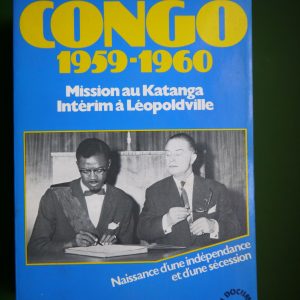 CONGO
1959-1960
Mission au Katanga
Intérim à Léopoldville
Naissance d'une indépendance
et d'une sécession